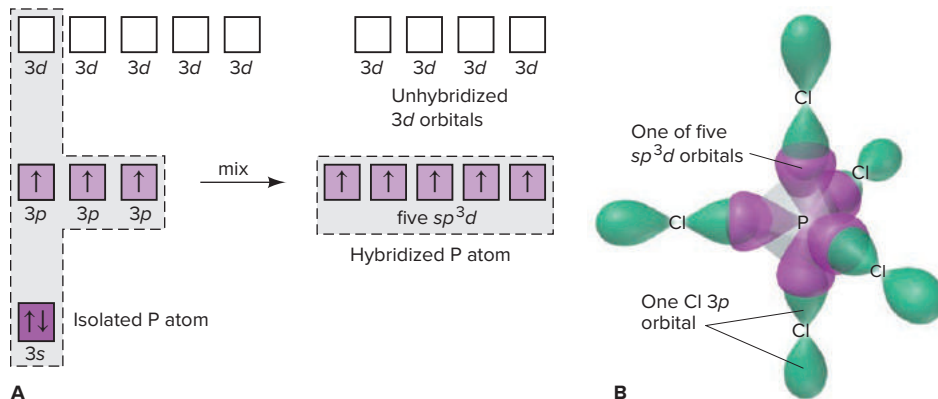 3d 3d 3d 3d 3d
3d 3d 3d 3d
Unhybridized
3d orbitals
↑ ↑ ↑
3p 3p 3p
mix
↑ ↑ ↑ ↑ ↑
five sp³d
Hybridized P atom
↑↓
3s
Isolated P atom
A
Cl
One of five
sp³d orbitals
Cl
Cl
P
Cl
One Cl 3p
orbital
Cl
B